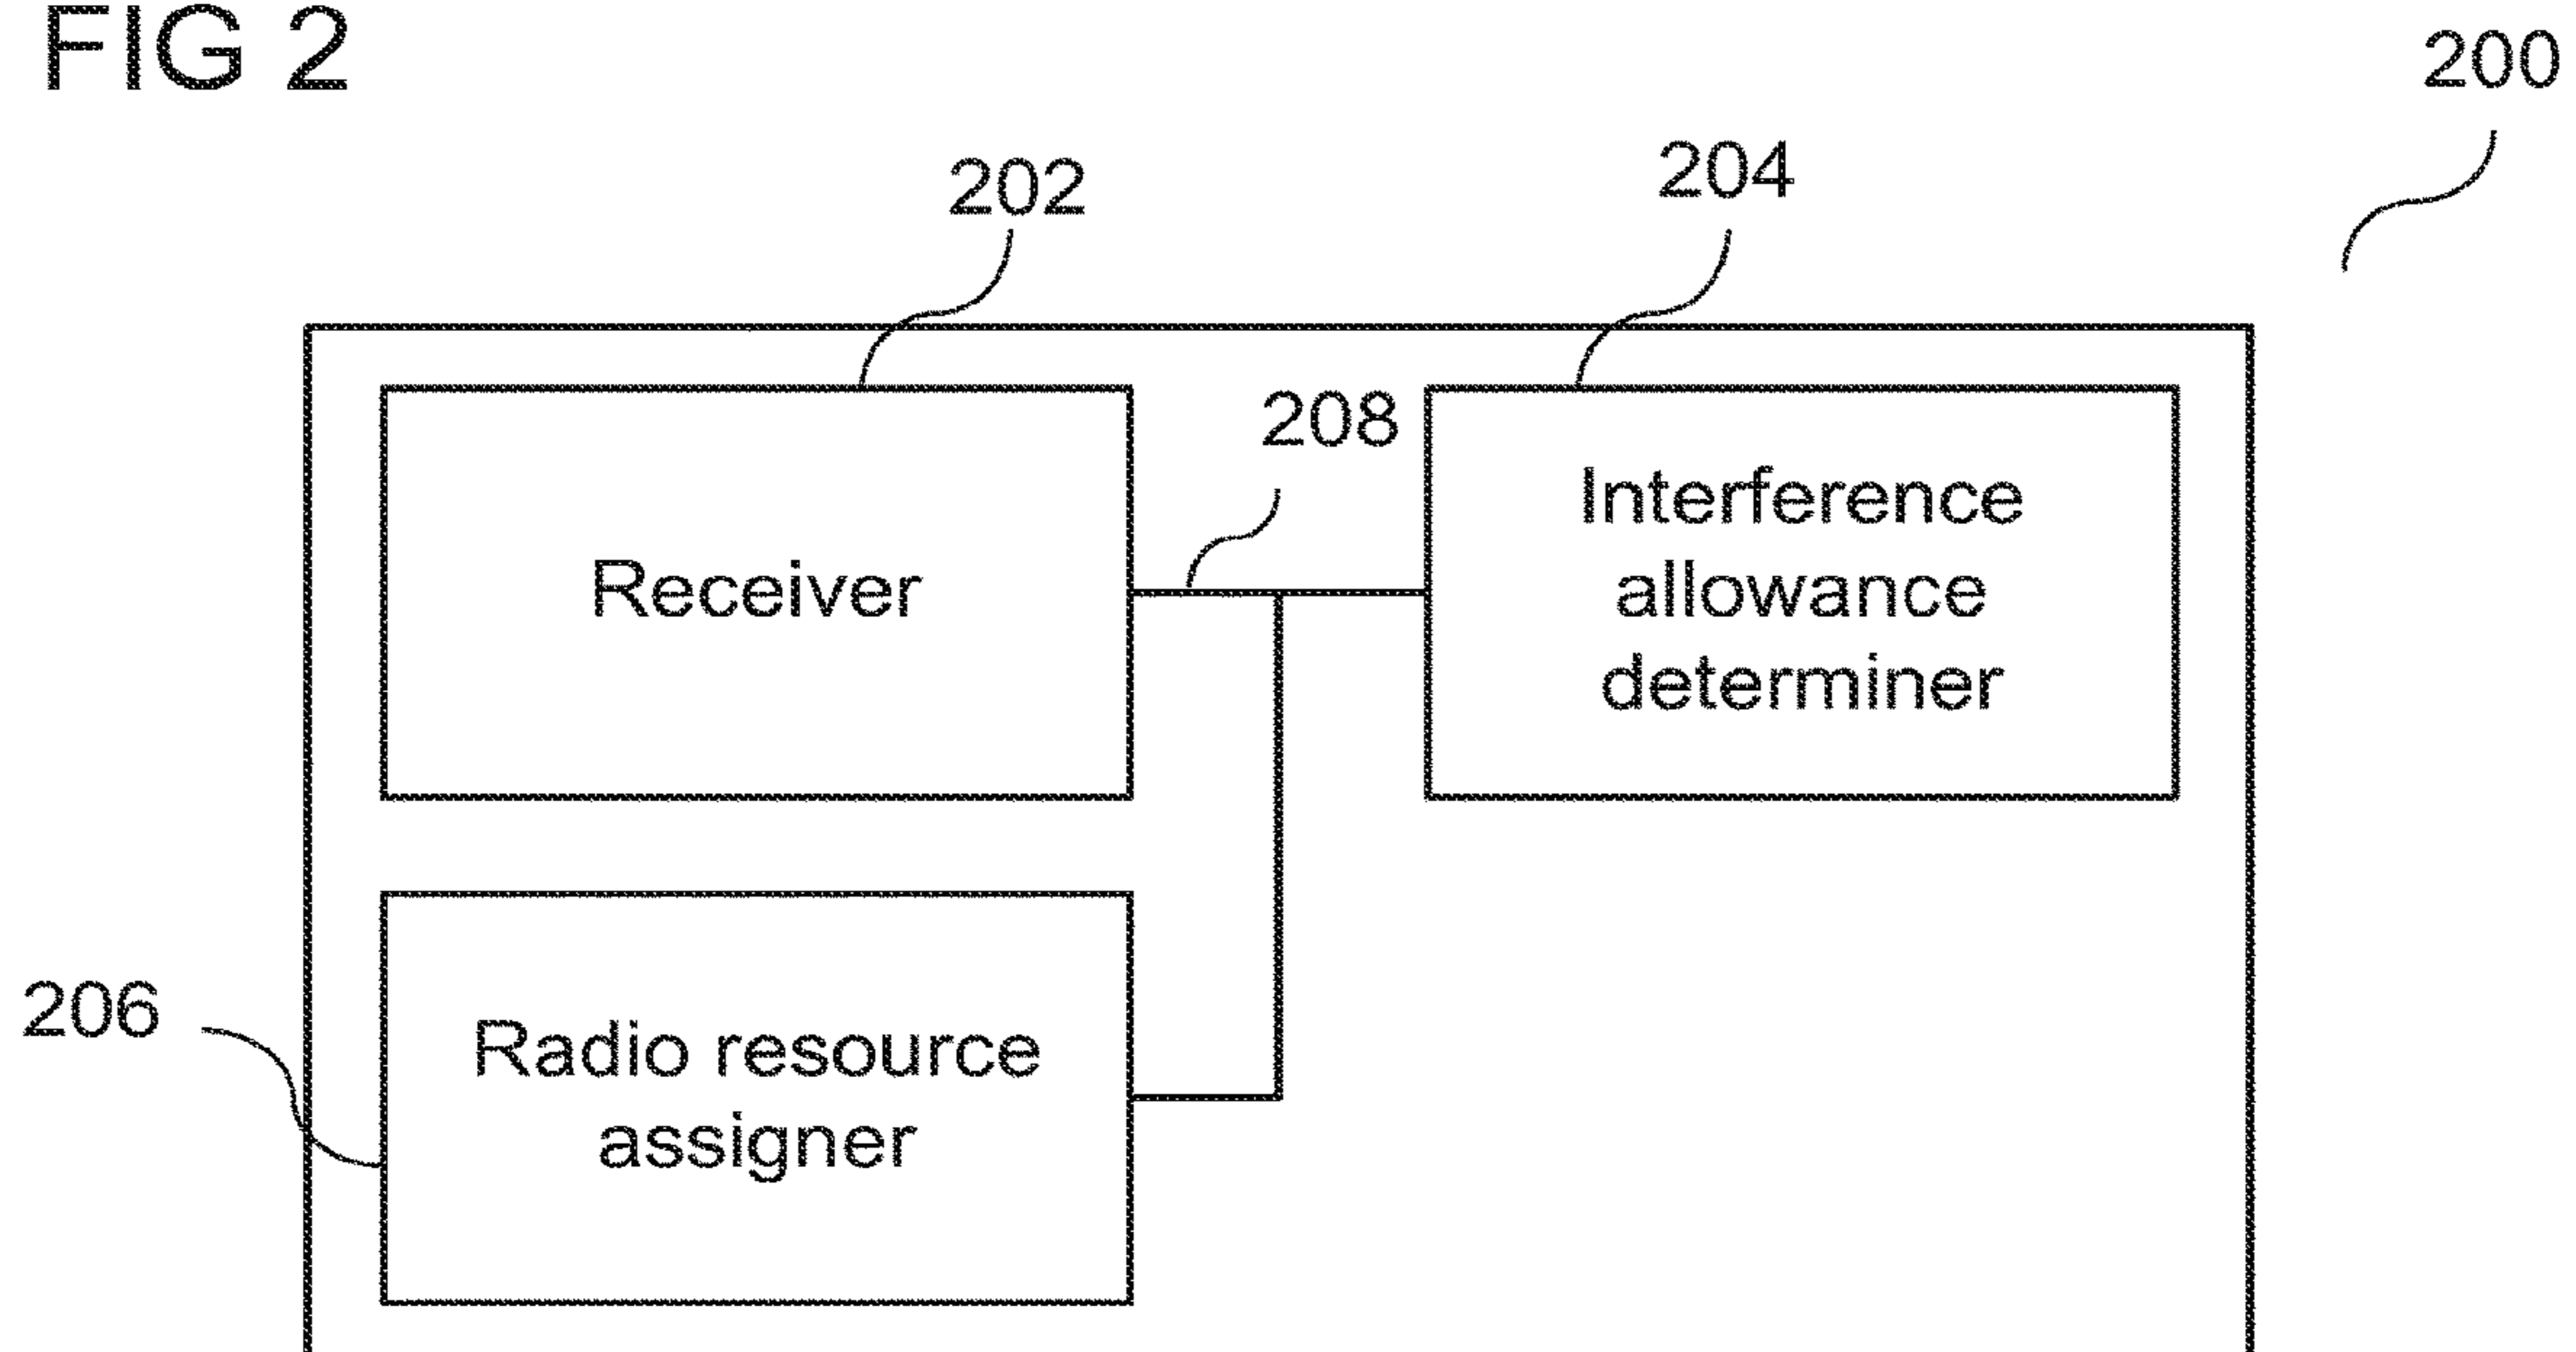 FIG 2
200
202
204
208
Receiver
Interference
allowance
determiner
206
Radio resource
assigner